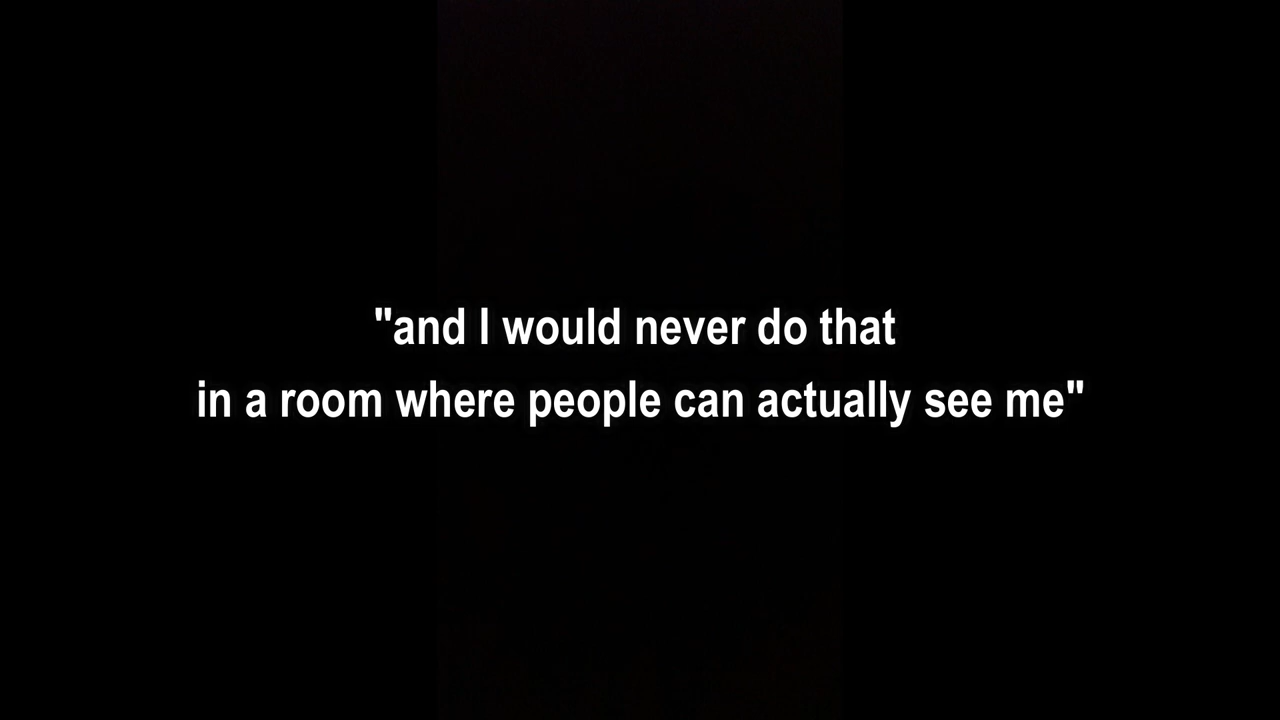 "and I would never do that
in a room where people can actually see me"